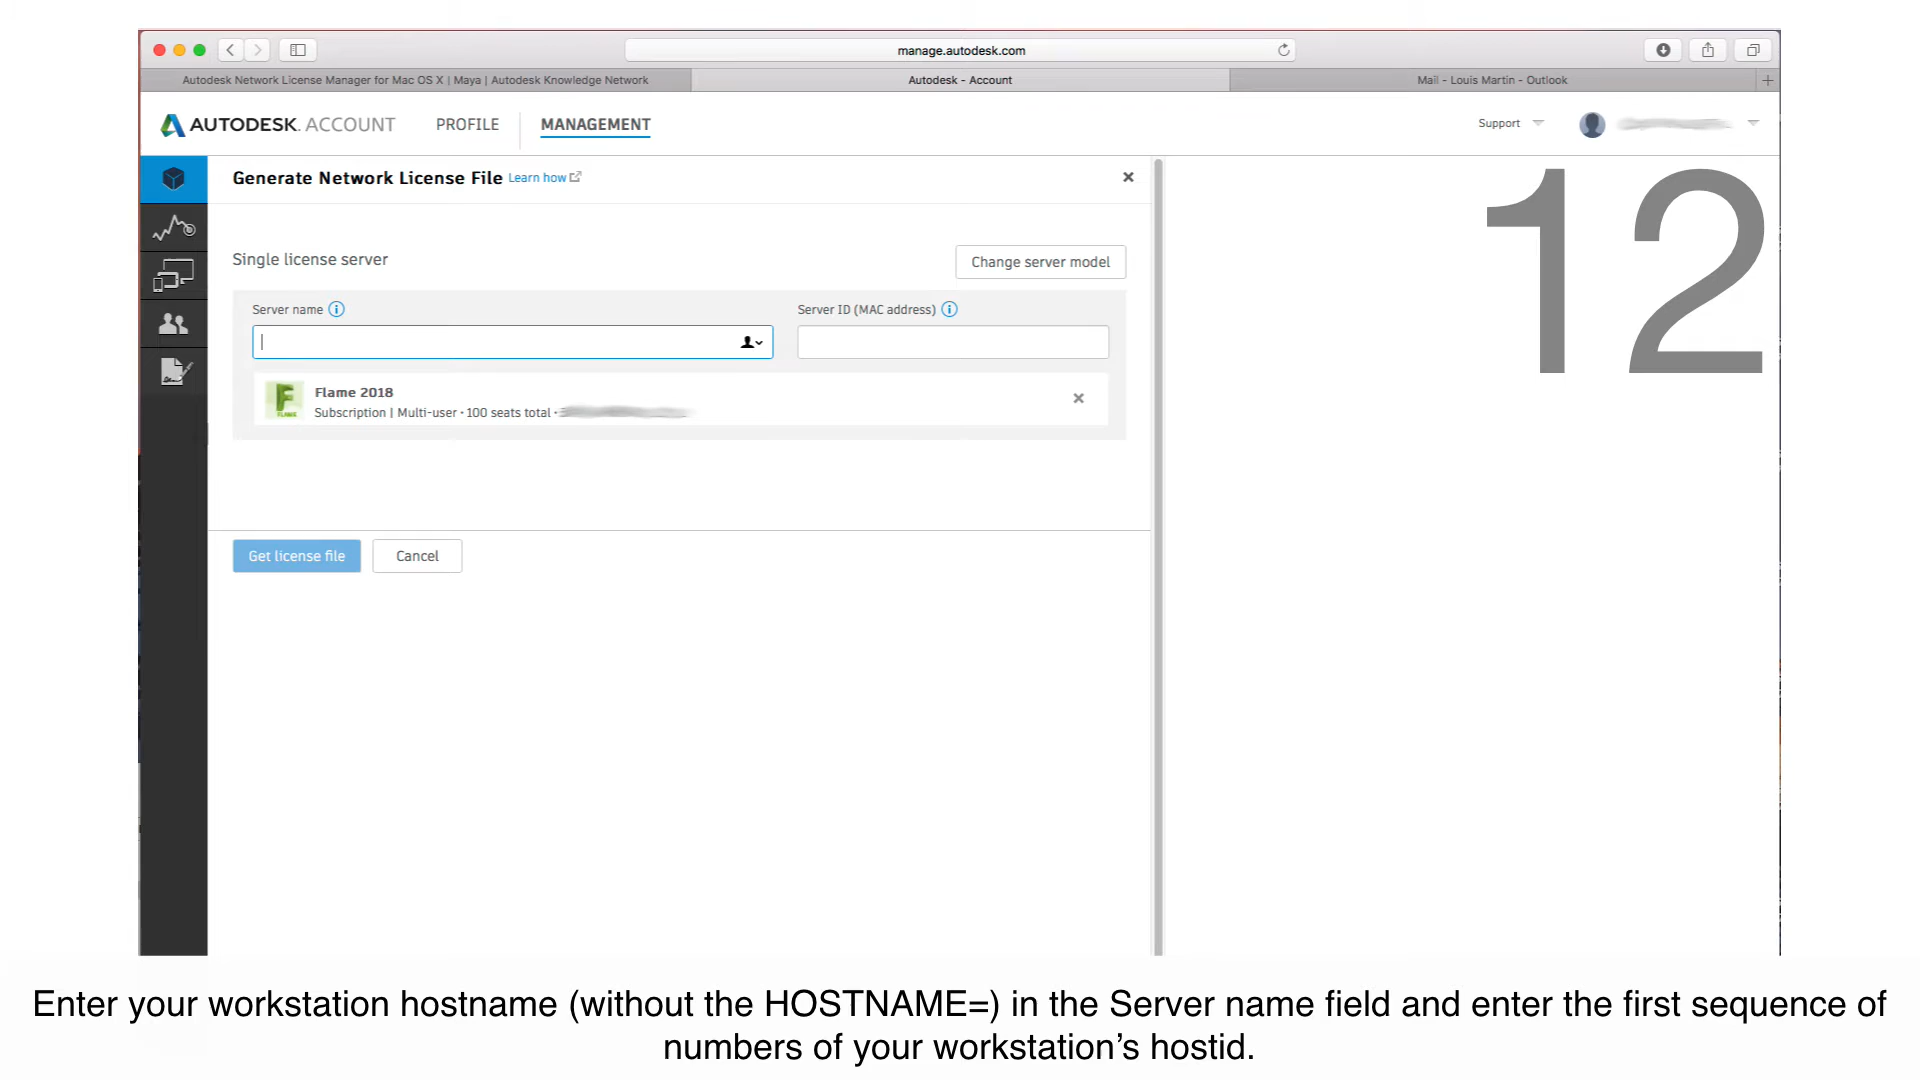 manage.autodesk.com
Autodesk Network License Manager for Mac OS X | Maya | Autodesk Knowledge Network
Autodesk - Account
Mail - Louis Martin - Outlook
AUTODESK. ACCOUNT
PROFILE
MANAGEMENT
Support
Generate Network License File Learn how
12
Single license server
Change server model
Server name
Server ID (MAC address)
Flame 2018
Subscription | Multi-user · 100 seats total ·
Get license file
Cancel
Enter your workstation hostname (without the HOSTNAME=) in the Server name field and enter the first sequence of
numbers of your workstation’s hostid.